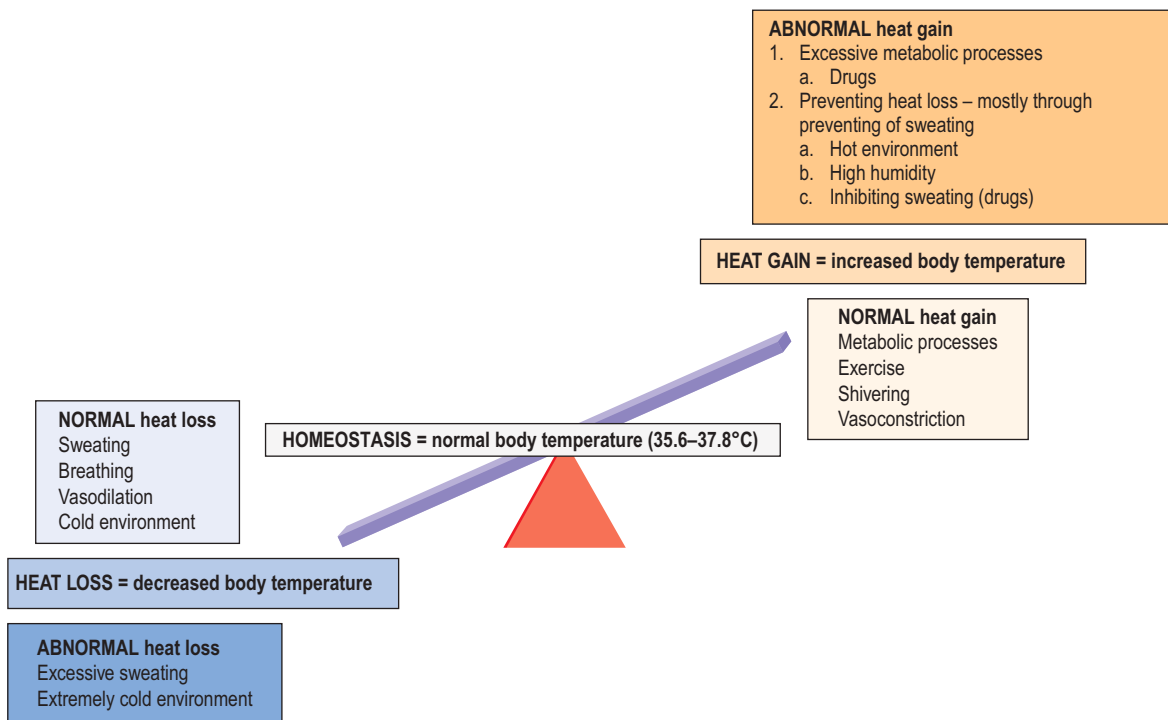 ABNORMAL heat gain
1. Excessive metabolic processes
a. Drugs
2. Preventing heat loss – mostly through
preventing of sweating
a. Hot environment
b. High humidity
c. Inhibiting sweating (drugs)
HEAT GAIN = increased body temperature
NORMAL heat gain
Metabolic processes
Exercise
Shivering
Vasoconstriction
HOMEOSTASIS = normal body temperature (35.6–37.8°C)
NORMAL heat loss
Sweating
Breathing
Vasodilation
Cold environment
HEAT LOSS = decreased body temperature
ABNORMAL heat loss
Excessive sweating
Extremely cold environment